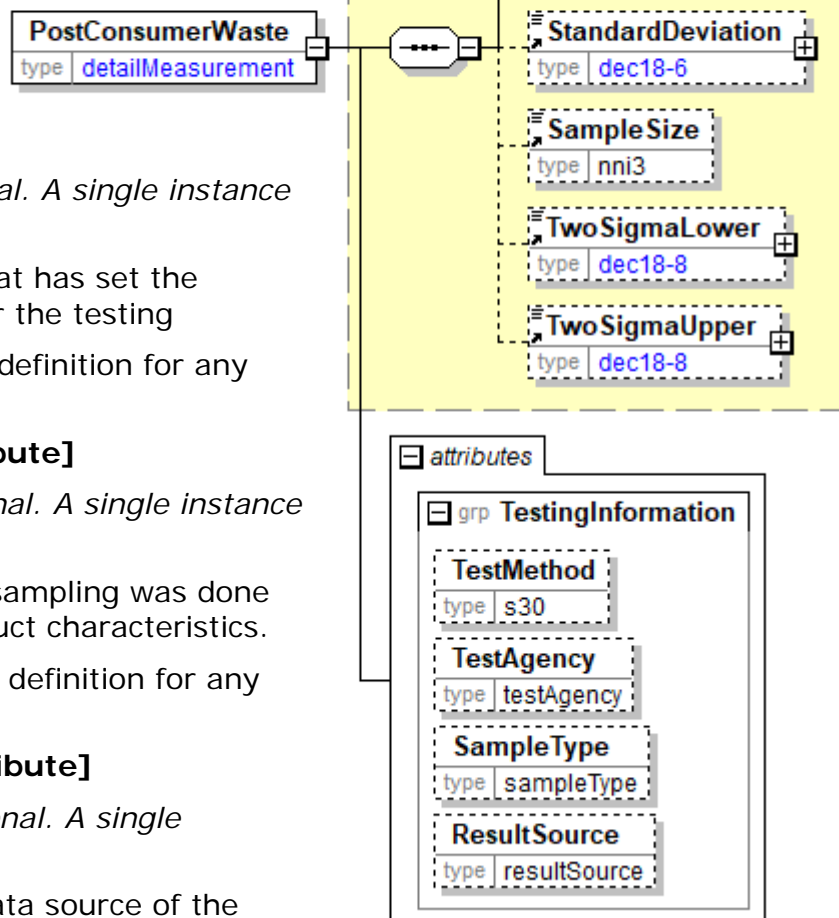 PostConsumerWaste
type detailMeasurement
al. A single instance
at has set the
r the testing
definition for any
bute]
nal. A single instance
sampling was done
uct characteristics.
definition for any
ibute]
onal. A single
ata source of the
StandardDeviation
type dec18-6
SampleSize
type nni3
TwoSigmaLower
type dec18-8
TwoSigmaUpper
type dec18-8
attributes
grp TestingInformation
TestMethod
type s30
TestAgency
type testAgency
SampleType
type sampleType
ResultSource
type resultSource